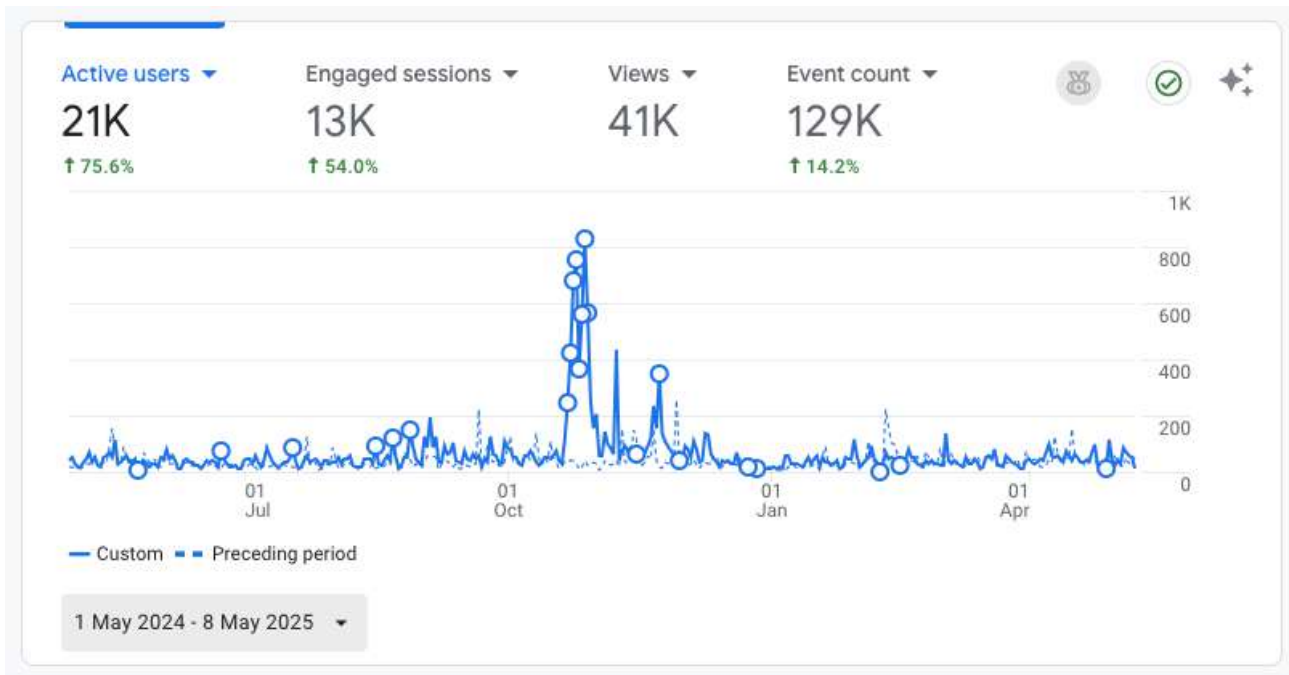 Active users Engaged sessions Views Event count
21K 13K 41K 129K
↑ 75.6% ↑ 54.0% ↑ 14.2%
1K
800
600
400
200
0
01 01 01 01
Jul Oct Jan Apr
Custom Preceding period
1 May 2024 - 8 May 2025